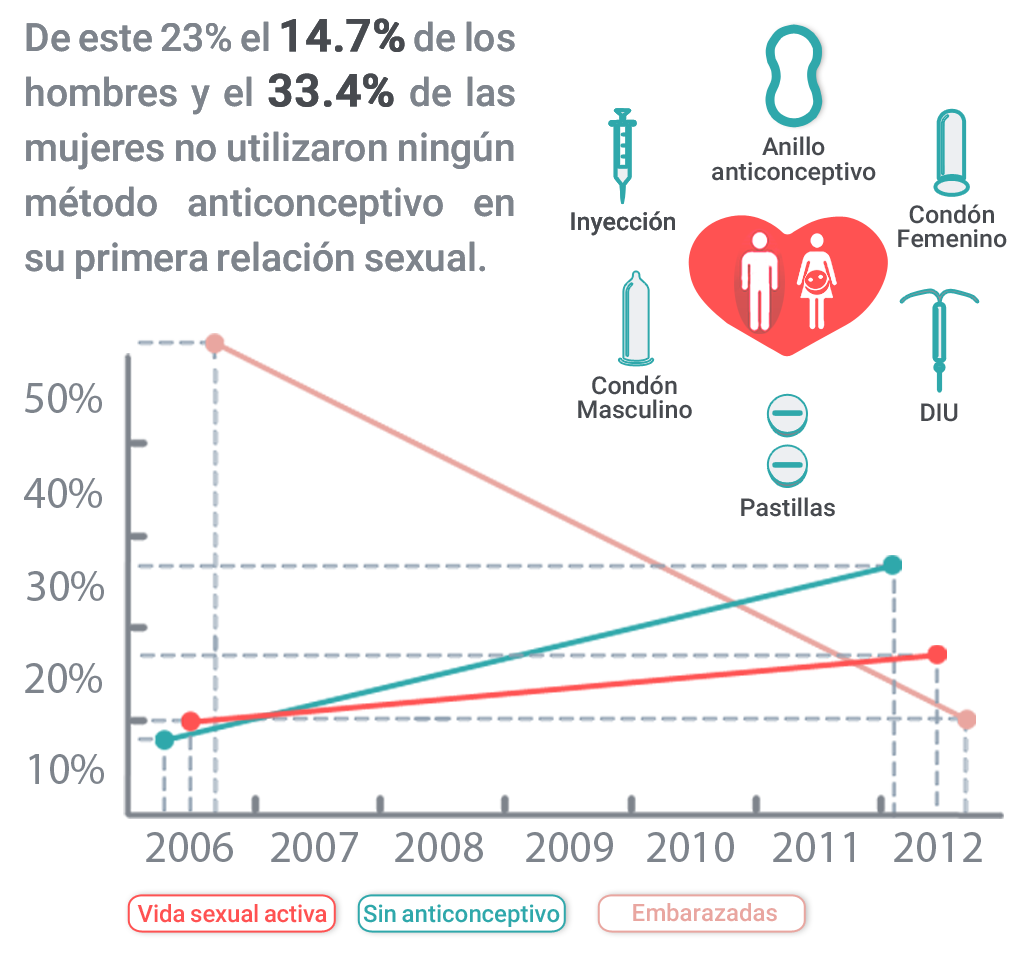 De este 23% el 14.7% de los
hombres y el 33.4% de las
mujeres no utilizaron ningún
método anticonceptivo en
su primera relación sexual.
Anillo
anticonceptivo
Inyección
Condón
Femenino
Condón
Masculino
DIU
Pastillas
50%
40%
30%
20%
10%
2006 2007 2008 2009 2010 2011 2012
Vida sexual activa Sin anticonceptivo Embarazadas